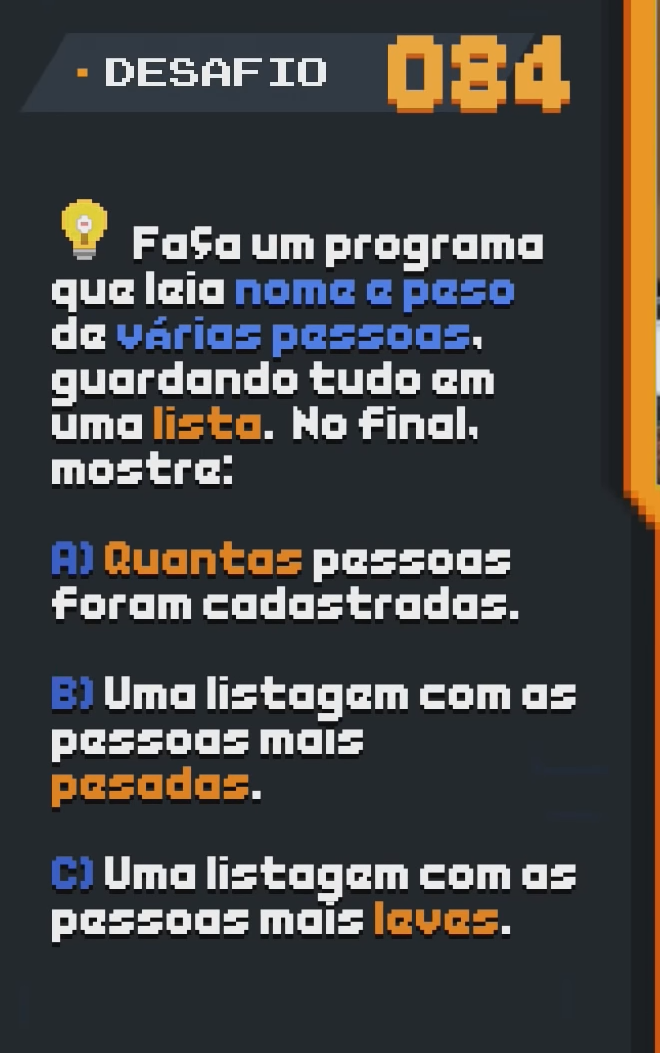 DESAFIO 084
Faça um programa
que leia nome e peso
de várias pessoas,
guardando tudo em
uma lista. No final,
mostre:
A) Quantas pessoas
foram cadastradas.
B) Uma listagem com as
pessoas mais
pesadas.
C) Uma listagem com as
pessoas mais leves.